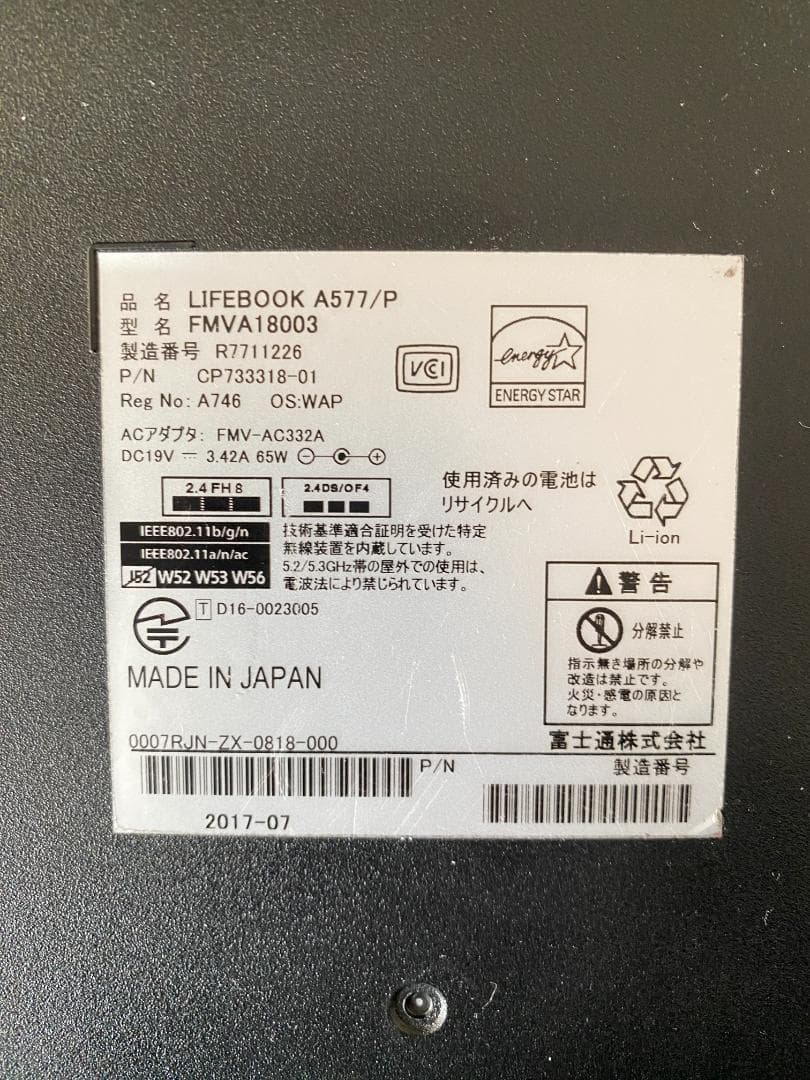 品 名 LIFEBOOK A577/P
型 名 FMVA18003
製造番号 R7711226
P/N CP733318-01
Reg No: A746 OS:WAP
VCCI
energy
ENERGY STAR
ACアダプタ: FMV-AC332A
DC19V ⎓ 3.42A 65W
2.4 FH 8
2.4DS/OF4
使用済みの電池は
リサイクルへ
Li-ion
IEEE802.11b/g/n
IEEE802.11a/n/ac
J52 W52 W53 W56
技術基準適合証明を受けた特定
無線装置を内蔵しています。
5.2/5.3GHz帯の屋外での使用は、
電波法により禁じられています。
T D16-0023005
MADE IN JAPAN
警告
分解禁止
指示無き場所の分解や
改造は禁止です。
火災・感電の原因と
なります。
0007RJN-ZX-0818-000
富士通株式会社
P/N
製造番号
2017-07